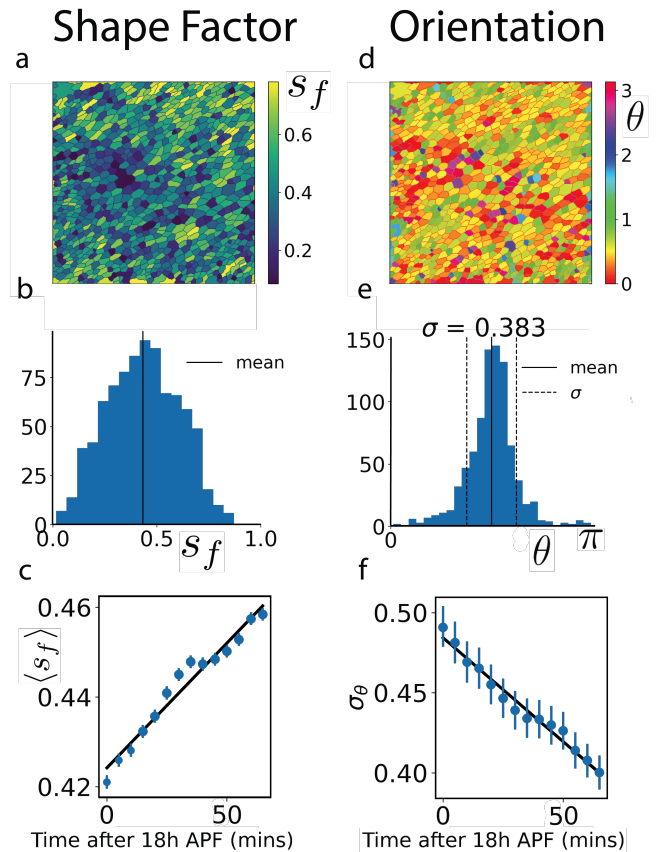 Shape Factor
Orientation
a
s_f
0.6
0.4
0.2
d
θ
3
2
1
0
b
mean
75
50
25
0
0.5
1.0
s_f
e
σ = 0.383
mean
σ
150
100
50
0
0
θ
π
c
⟨s_f⟩
0.46
0.44
0.42
0
50
Time after 18h APF (mins)
f
σ_θ
0.50
0.45
0.40
0
50
Time after 18h APF (mins)